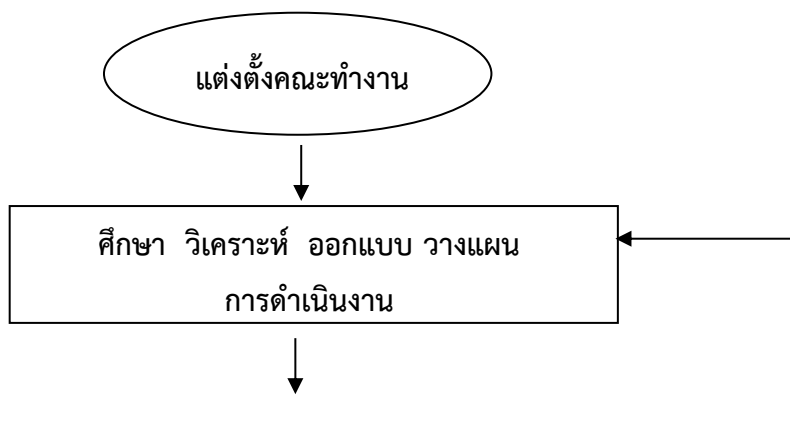 แต่งตั้งคณะทำงาน
ศึกษา วิเคราะห์ ออกแบบ วางแผน
การดำเนินงาน